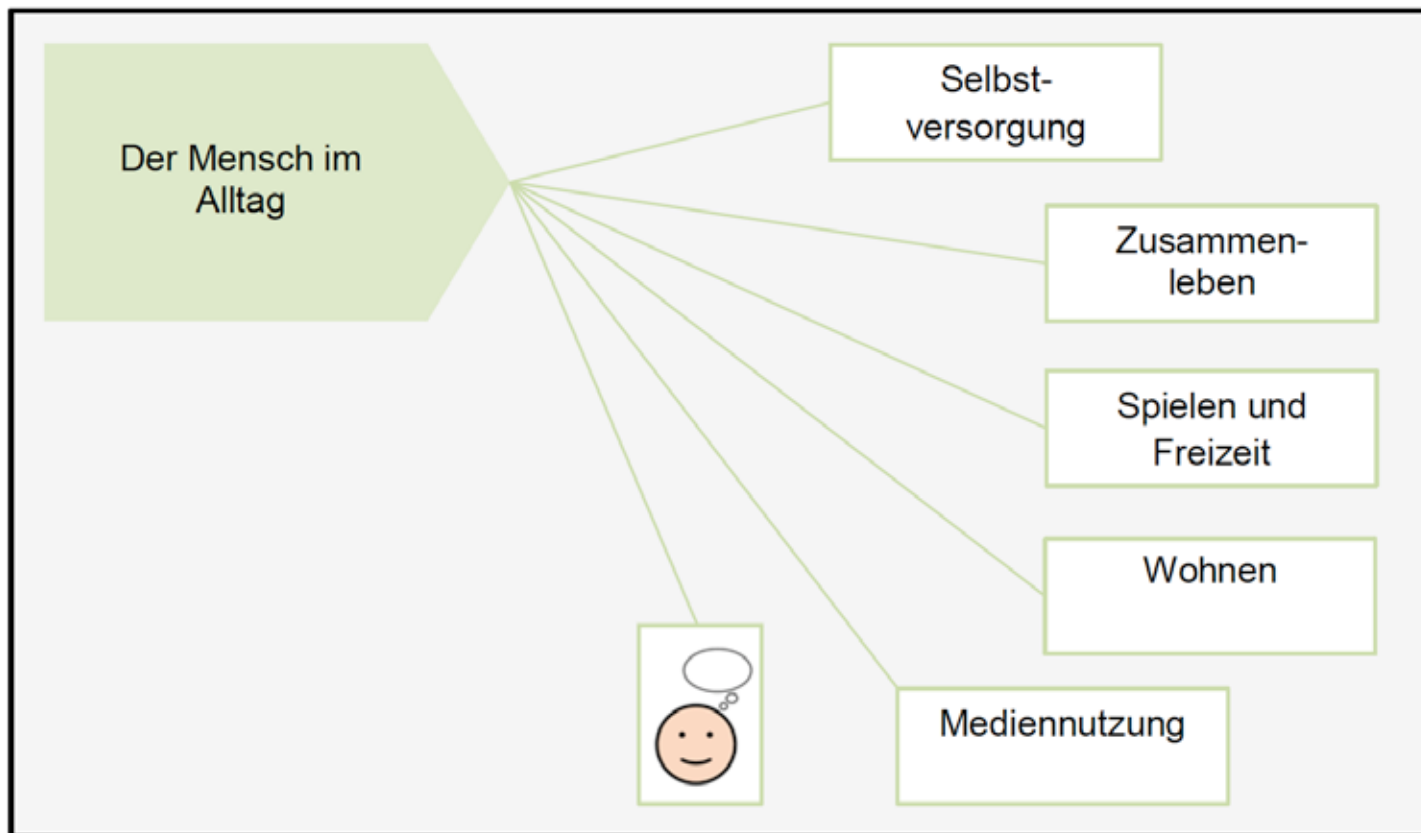 Der Mensch im
Alltag
Selbst-
versorgung
Zusammen-
leben
Spielen und
Freizeit
Wohnen
Mediennutzung